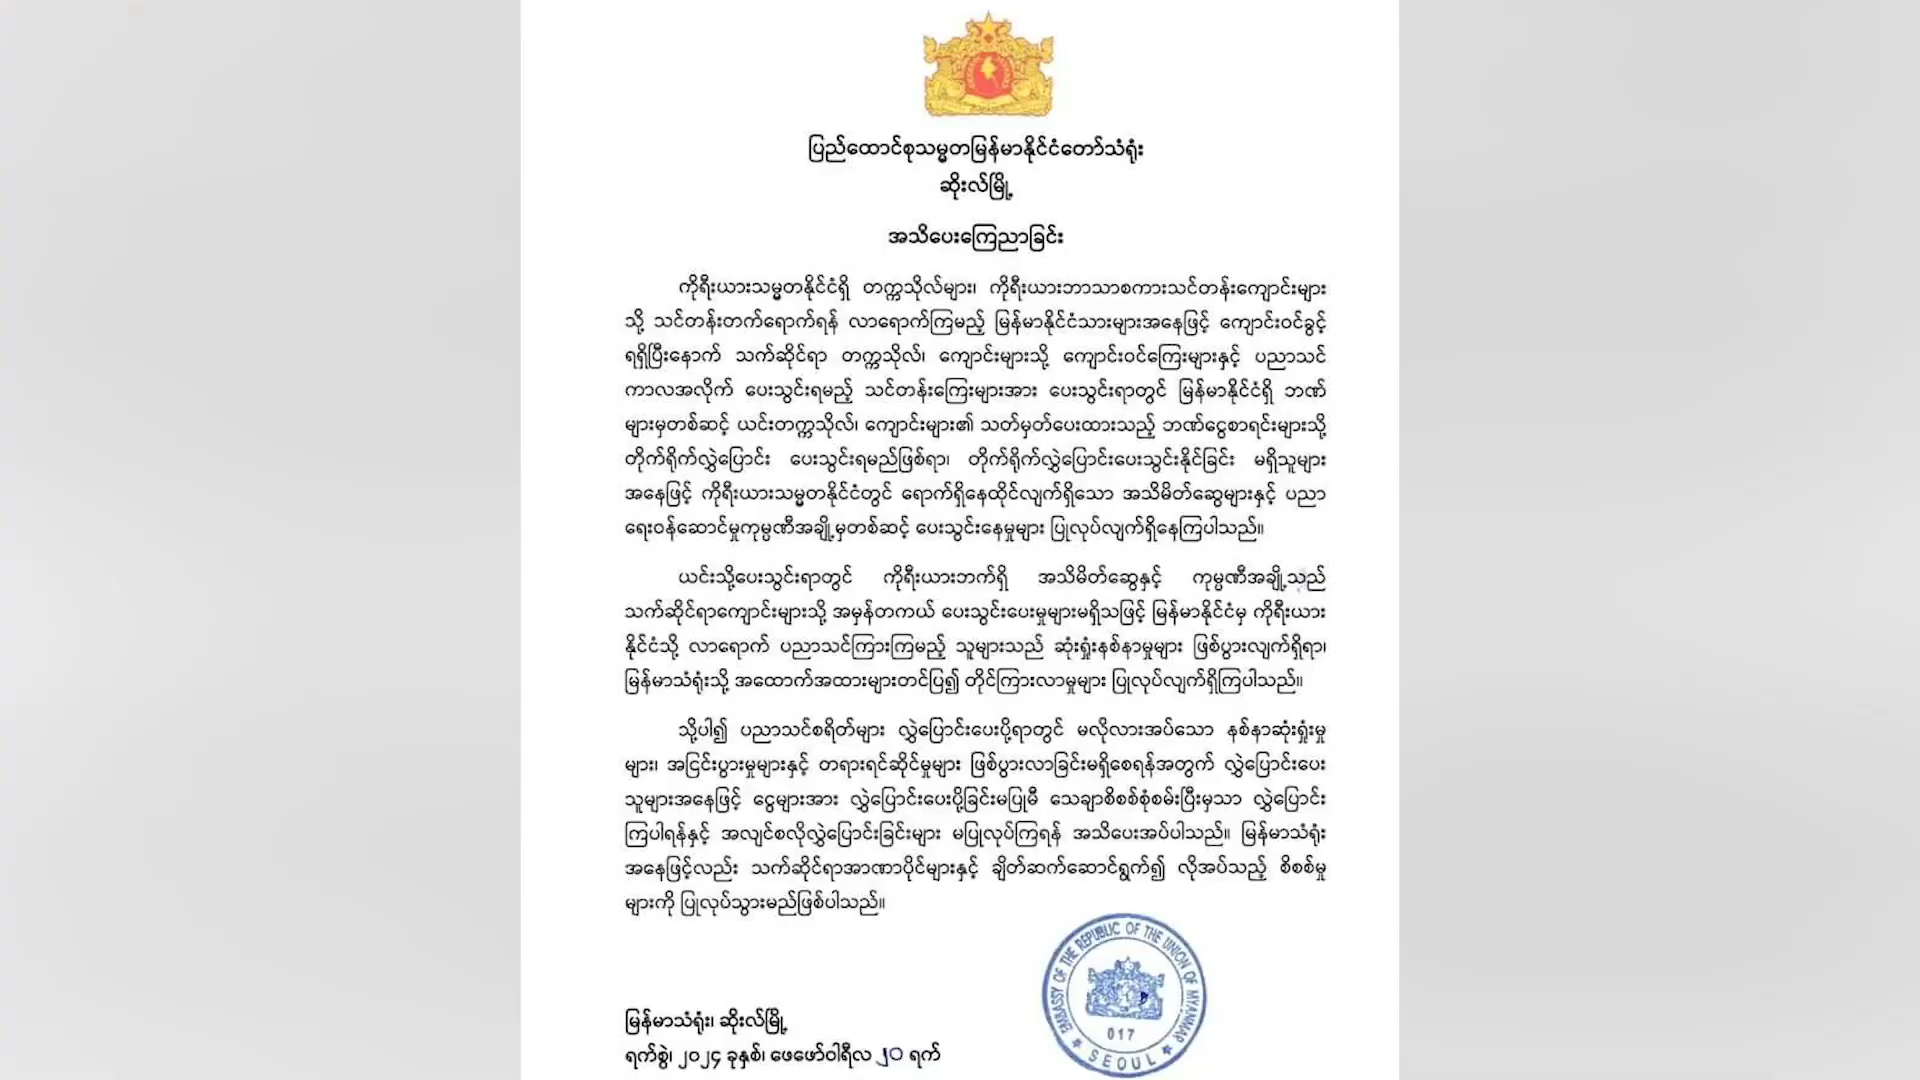 ပြည်ထောင်စုသမ္မတမြန်မာနိုင်ငံတော်သံရုံး
ဆိုးလ်မြို့
အသိပေးကြေညာခြင်း
ကိုရီးယားသမ္မတနိုင်ငံရှိ တက္ကသိုလ်များ၊ ကိုရီးယားဘာသာစကားသင်တန်းကျောင်းများ
သို့ သင်တန်းတက်ရောက်ရန် လာရောက်ကြမည့် မြန်မာနိုင်ငံသားများအနေဖြင့် ကျောင်းဝင်ခွင့်
ရရှိပြီးနောက် သက်ဆိုင်ရာ တက္ကသိုလ်၊ ကျောင်းများသို့ ကျောင်းဝင်ကြေးများနှင့် ပညာသင်
ကာလအလိုက် ပေးသွင်းရမည့် သင်တန်းကြေးများအား ပေးသွင်းရာတွင် မြန်မာနိုင်ငံရှိ ဘဏ်
များမှတစ်ဆင့် ယင်းတက္ကသိုလ်၊ ကျောင်းများ၏ သတ်မှတ်ပေးထားသည့် ဘဏ်ငွေစာရင်းများသို့
တိုက်ရိုက်လွှဲပြောင်း ပေးသွင်းရမည်ဖြစ်ရာ၊ တိုက်ရိုက်လွှဲပြောင်းပေးသွင်းနိုင်ခြင်း မရှိသူများ
အနေဖြင့် ကိုရီးယားသမ္မတနိုင်ငံတွင် ရောက်ရှိနေထိုင်လျက်ရှိသော အသိမိတ်ဆွေများနှင့် ပညာ
ရေးဝန်ဆောင်မှုကုမ္ပဏီအချို့မှတစ်ဆင့် ပေးသွင်းနေမှုများ ပြုလုပ်လျက်ရှိနေကြပါသည်။
ယင်းသို့ပေးသွင်းရာတွင် ကိုရီးယားဘက်ရှိ အသိမိတ်ဆွေနှင့် ကုမ္ပဏီအချို့သည်
သက်ဆိုင်ရာကျောင်းများသို့ အမှန်တကယ် ပေးသွင်းပေးမှုများမရှိသဖြင့် မြန်မာနိုင်ငံမှ ကိုရီးယား
နိုင်ငံသို့ လာရောက် ပညာသင်ကြားကြမည့် သူများသည် ဆုံးရှုံးနစ်နာမှုများ ဖြစ်ပွားလျက်ရှိရာ၊
မြန်မာသံရုံးသို့ အထောက်အထားများတင်ပြ၍ တိုင်ကြားလာမှုများ ပြုလုပ်လျက်ရှိကြပါသည်။
သို့ပါ၍ ပညာသင်စရိတ်များ လွှဲပြောင်းပေးပို့ရာတွင် မလိုလားအပ်သော နစ်နာဆုံးရှုံးမှု
များ၊ အငြင်းပွားမှုများနှင့် တရားရင်ဆိုင်မှုများ ဖြစ်ပွားလာခြင်းမရှိစေရန်အတွက် လွှဲပြောင်းပေး
သူများအနေဖြင့် ငွေများအား လွှဲပြောင်းပေးပို့ခြင်းမပြုမီ သေချာစိစစ်စုံစမ်းပြီးမှသာ လွှဲပြောင်း
ကြပါရန်နှင့် အလျင်စလိုလွှဲပြောင်းခြင်းများ မပြုလုပ်ကြရန် အသိပေးအပ်ပါသည်။ မြန်မာသံရုံး
အနေဖြင့်လည်း သက်ဆိုင်ရာအာဏာပိုင်များနှင့် ချိတ်ဆက်ဆောင်ရွက်၍ လိုအပ်သည့် စိစစ်မှု
များကို ပြုလုပ်သွားမည်ဖြစ်ပါသည်။
EMBASSY OF THE REPUBLIC OF THE UNION OF MYANMAR
017
SEOUL
မြန်မာသံရုံး၊ ဆိုးလ်မြို့
ရက်စွဲ၊ ၂၀၂၄ ခုနှစ်၊ ဖေဖော်ဝါရီလ ၂၀ ရက်